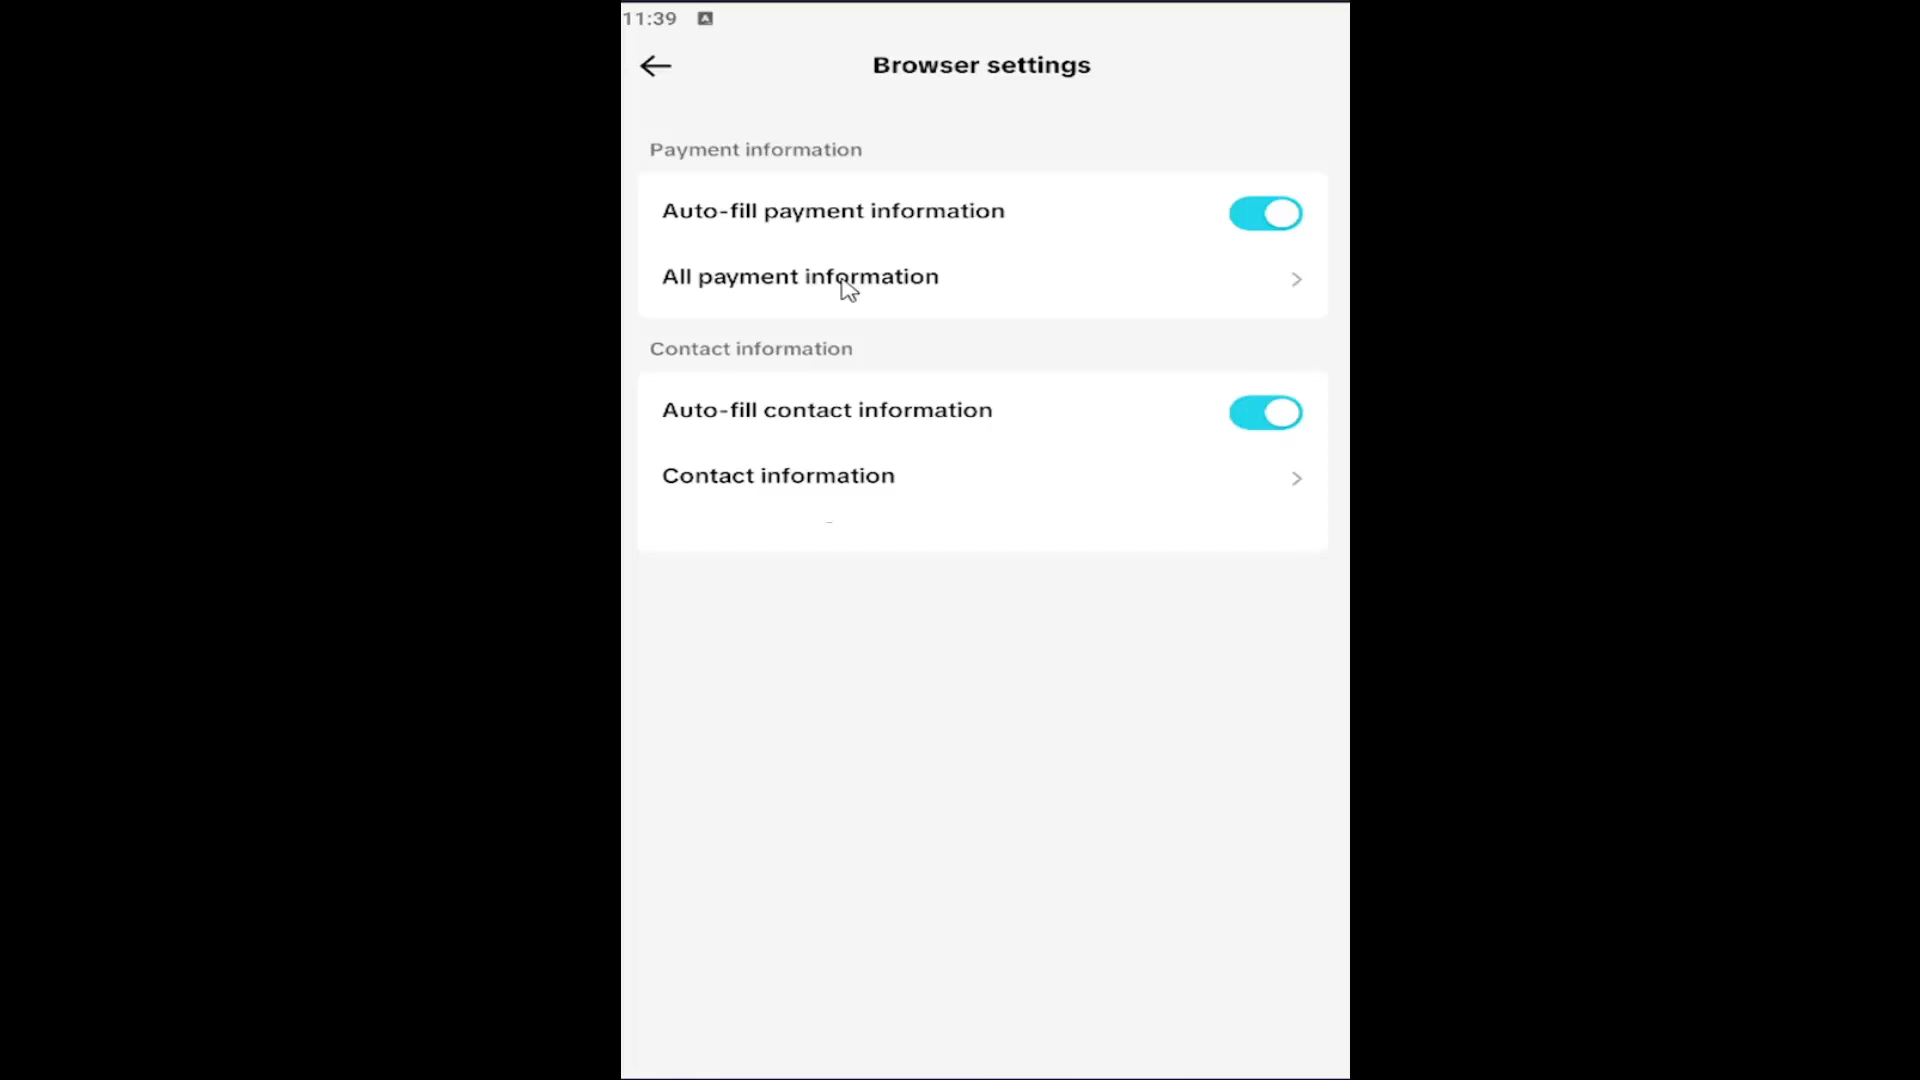 11:39
Browser settings
Payment information
Auto-fill payment information
All payment information
Contact information
Auto-fill contact information
Contact information